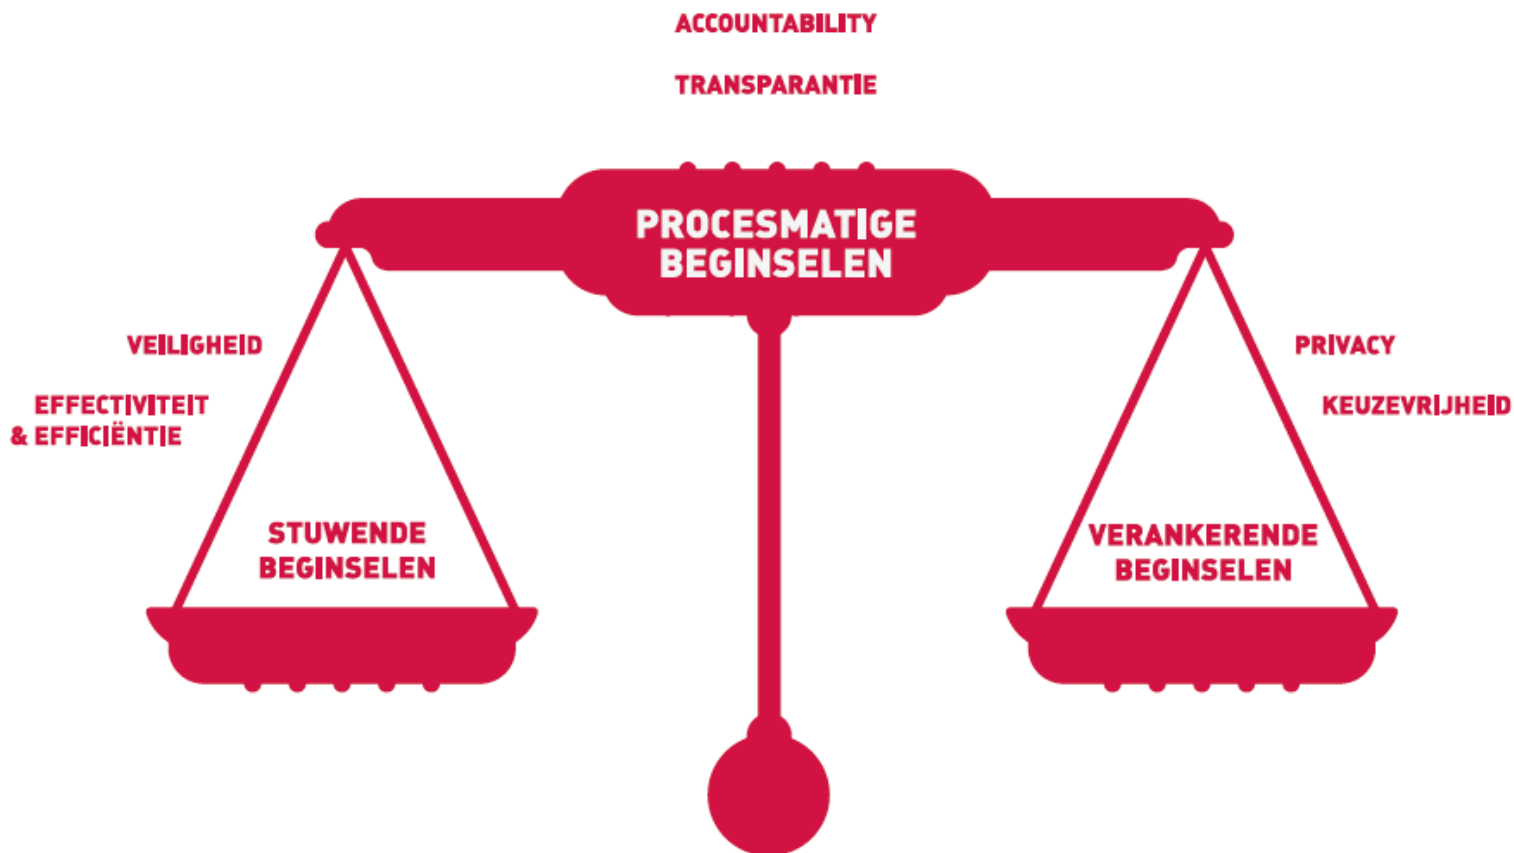 ACCOUNTABILITY
TRANSPARANTIE
PROCESMATIGE
BEGINSELEN
VEILIGHEID
EFFECTIVITEIT
& EFFICIËNTIE
STUWENDE
BEGINSELEN
PRIVACY
KEUZEVRIJHEID
VERANKERENDE
BEGINSELEN